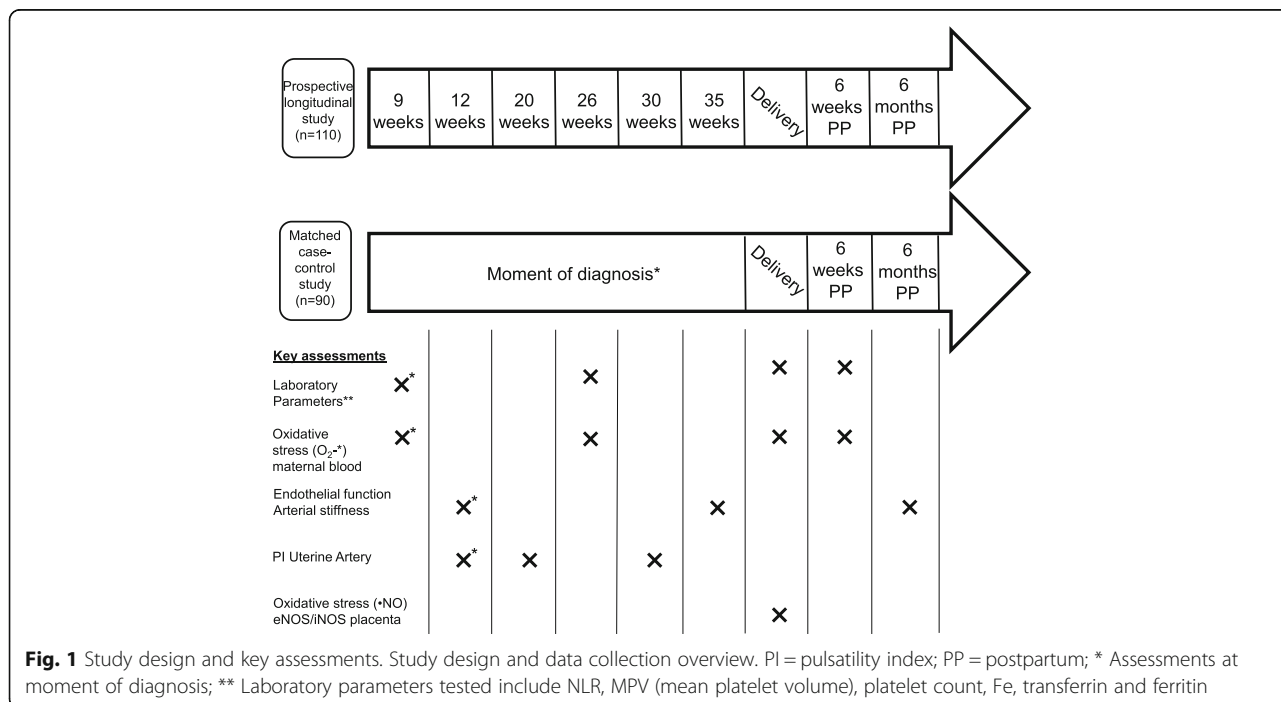 Prospective
longitudinal
study
(n=110)
9
weeks
12
weeks
20
weeks
26
weeks
30
weeks
35
weeks
Delivery
6
weeks
PP
6
months
PP
Matched
case-
control
study
(n=90)
Moment of diagnosis*
Delivery
6
weeks
PP
6
months
PP
Key assessments
Laboratory
Parameters**
*
Oxidative
stress (O₂-*)
maternal blood
*
Endothelial function
Arterial stiffness
*
PI Uterine Artery
*
Oxidative stress (•NO)
eNOS/iNOS placenta
Fig. 1 Study design and key assessments. Study design and data collection overview. PI = pulsatility index; PP = postpartum; * Assessments at
moment of diagnosis; ** Laboratory parameters tested include NLR, MPV (mean platelet volume), platelet count, Fe, transferrin and ferritin